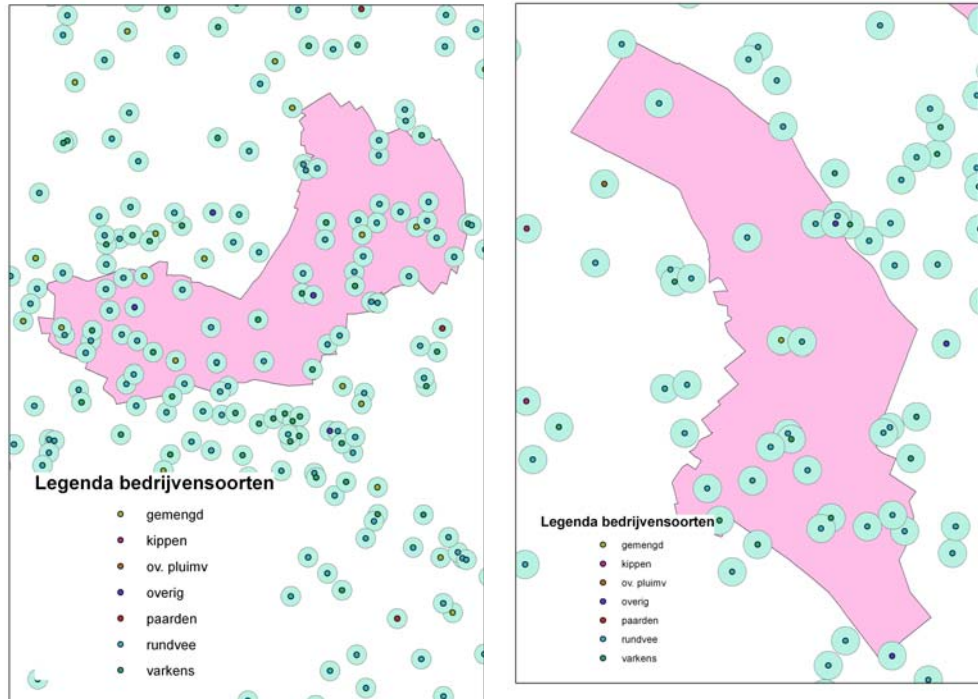 Legenda bedrijvensoorten
gemengd
kippen
ov. pluimv
overig
paarden
rundvee
varkens
Legenda bedrijvensoorten
gemengd
kippen
ov. pluimv
overig
paarden
rundvee
varkens